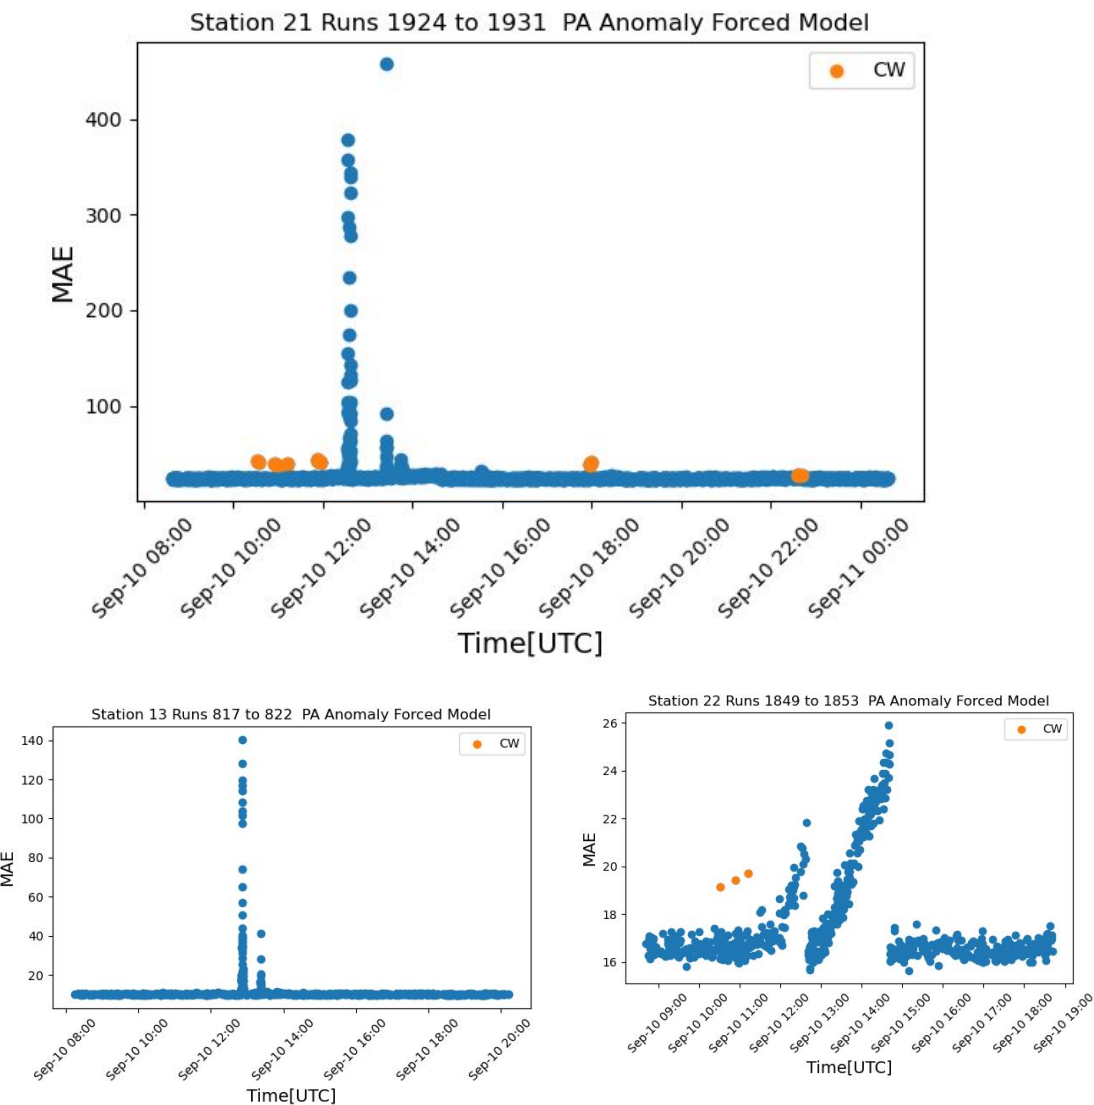 Station 21 Runs 1924 to 1931  PA Anomaly Forced Model
CW
400
300
200
100
MAE
Sep-10 08:00
Sep-10 10:00
Sep-10 12:00
Sep-10 14:00
Sep-10 16:00
Sep-10 18:00
Sep-10 20:00
Sep-10 22:00
Sep-11 00:00
Time[UTC]
Station 13 Runs 817 to 822  PA Anomaly Forced Model
CW
140
120
100
80
60
40
20
MAE
Sep-10 08:00
Sep-10 10:00
Sep-10 12:00
Sep-10 14:00
Sep-10 16:00
Sep-10 18:00
Sep-10 20:00
Time[UTC]
Station 22 Runs 1849 to 1853  PA Anomaly Forced Model
CW
26
24
22
20
18
16
MAE
Sep-10 09:00
Sep-10 10:00
Sep-10 11:00
Sep-10 12:00
Sep-10 13:00
Sep-10 14:00
Sep-10 15:00
Sep-10 16:00
Sep-10 17:00
Sep-10 18:00
Sep-10 19:00
Time[UTC]